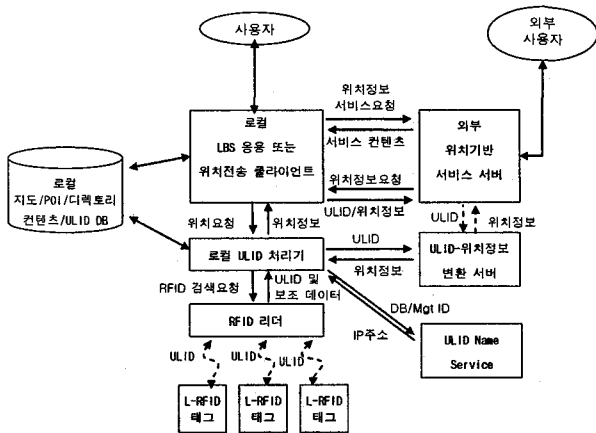 사용자
외부
사용자
위치정보
서비스요청
서비스 컨텐츠
로컬
LBS 응용 또는
위치전송 클라이언트
외부
위치기반
서비스 서버
위치정보요청
ULID/위치정보
로컬
지도/POI/디렉토리
컨텐츠/ULID DB
위치요청
위치정보
ULID
위치정보
로컬 ULID 처리기
ULID
위치정보
ULID-위치정보
변환 서버
RFID 검색요청
ULID 및
보조 데이터
RFID 리더
DB/Mgt ID
IP주소
ULID Name
Service
ULID
ULID
ULID
L-RFID
태그
L-RFID
태그
L-RFID
태그